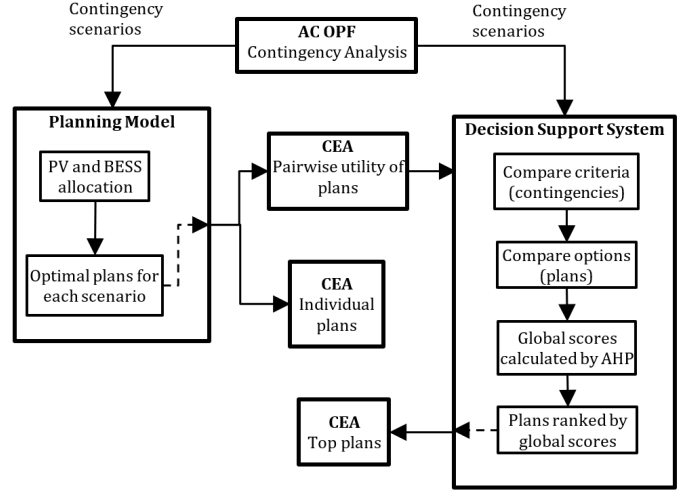 Contingency
scenarios
AC OPF
Contingency Analysis
Contingency
scenarios
Planning Model
PV and BESS
allocation
Optimal plans for
each scenario
CEA
Pairwise utility of
plans
CEA
Individual
plans
CEA
Top plans
Decision Support System
Compare criteria
(contingencies)
Compare options
(plans)
Global scores
calculated by AHP
Plans ranked by
global scores